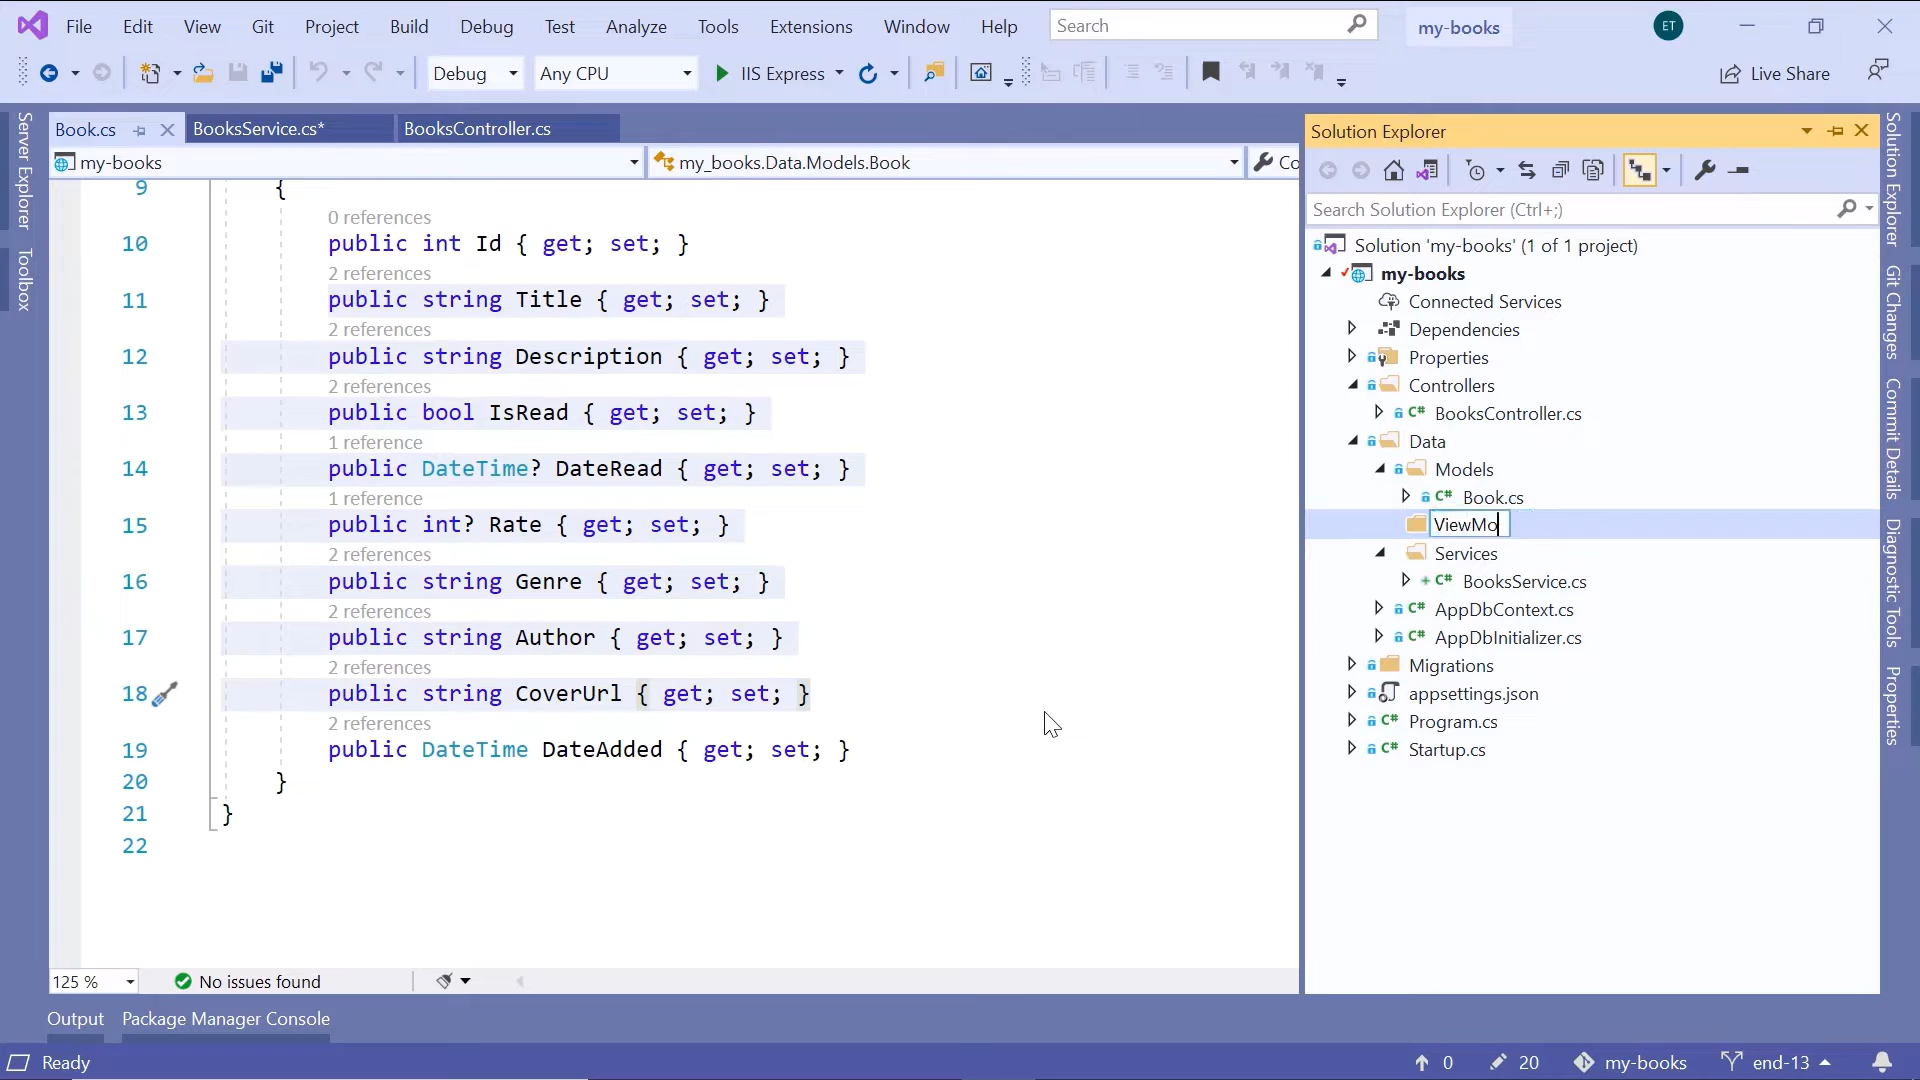 File Edit View Git Project Build Debug Test Analyze Tools Extensions Window Help Search my-books ET
Debug Any CPU IIS Express Live Share
Server Explorer
Toolbox
Book.cs BooksService.cs* BooksController.cs
my-books my_books.Data.Models.Book Co
9 {
0 references
10 public int Id { get; set; }
2 references
11 public string Title { get; set; }
2 references
12 public string Description { get; set; }
2 references
13 public bool IsRead { get; set; }
1 reference
14 public DateTime? DateRead { get; set; }
1 reference
15 public int? Rate { get; set; }
2 references
16 public string Genre { get; set; }
2 references
17 public string Author { get; set; }
2 references
18 public string CoverUrl { get; set; }
2 references
19 public DateTime DateAdded { get; set; }
20 }
21 }
22
125 % No issues found
Solution Explorer
Search Solution Explorer (Ctrl+;)
Solution 'my-books' (1 of 1 project)
my-books
Connected Services
Dependencies
Properties
Controllers
C# BooksController.cs
Data
Models
C# Book.cs
ViewMo
Services
C# BooksService.cs
C# AppDbContext.cs
C# AppDbInitializer.cs
Migrations
appsettings.json
C# Program.cs
C# Startup.cs
Solution Explorer
Git Changes
Commit Details
Diagnostic Tools
Properties
Output Package Manager Console
Ready 0 20 my-books end-13